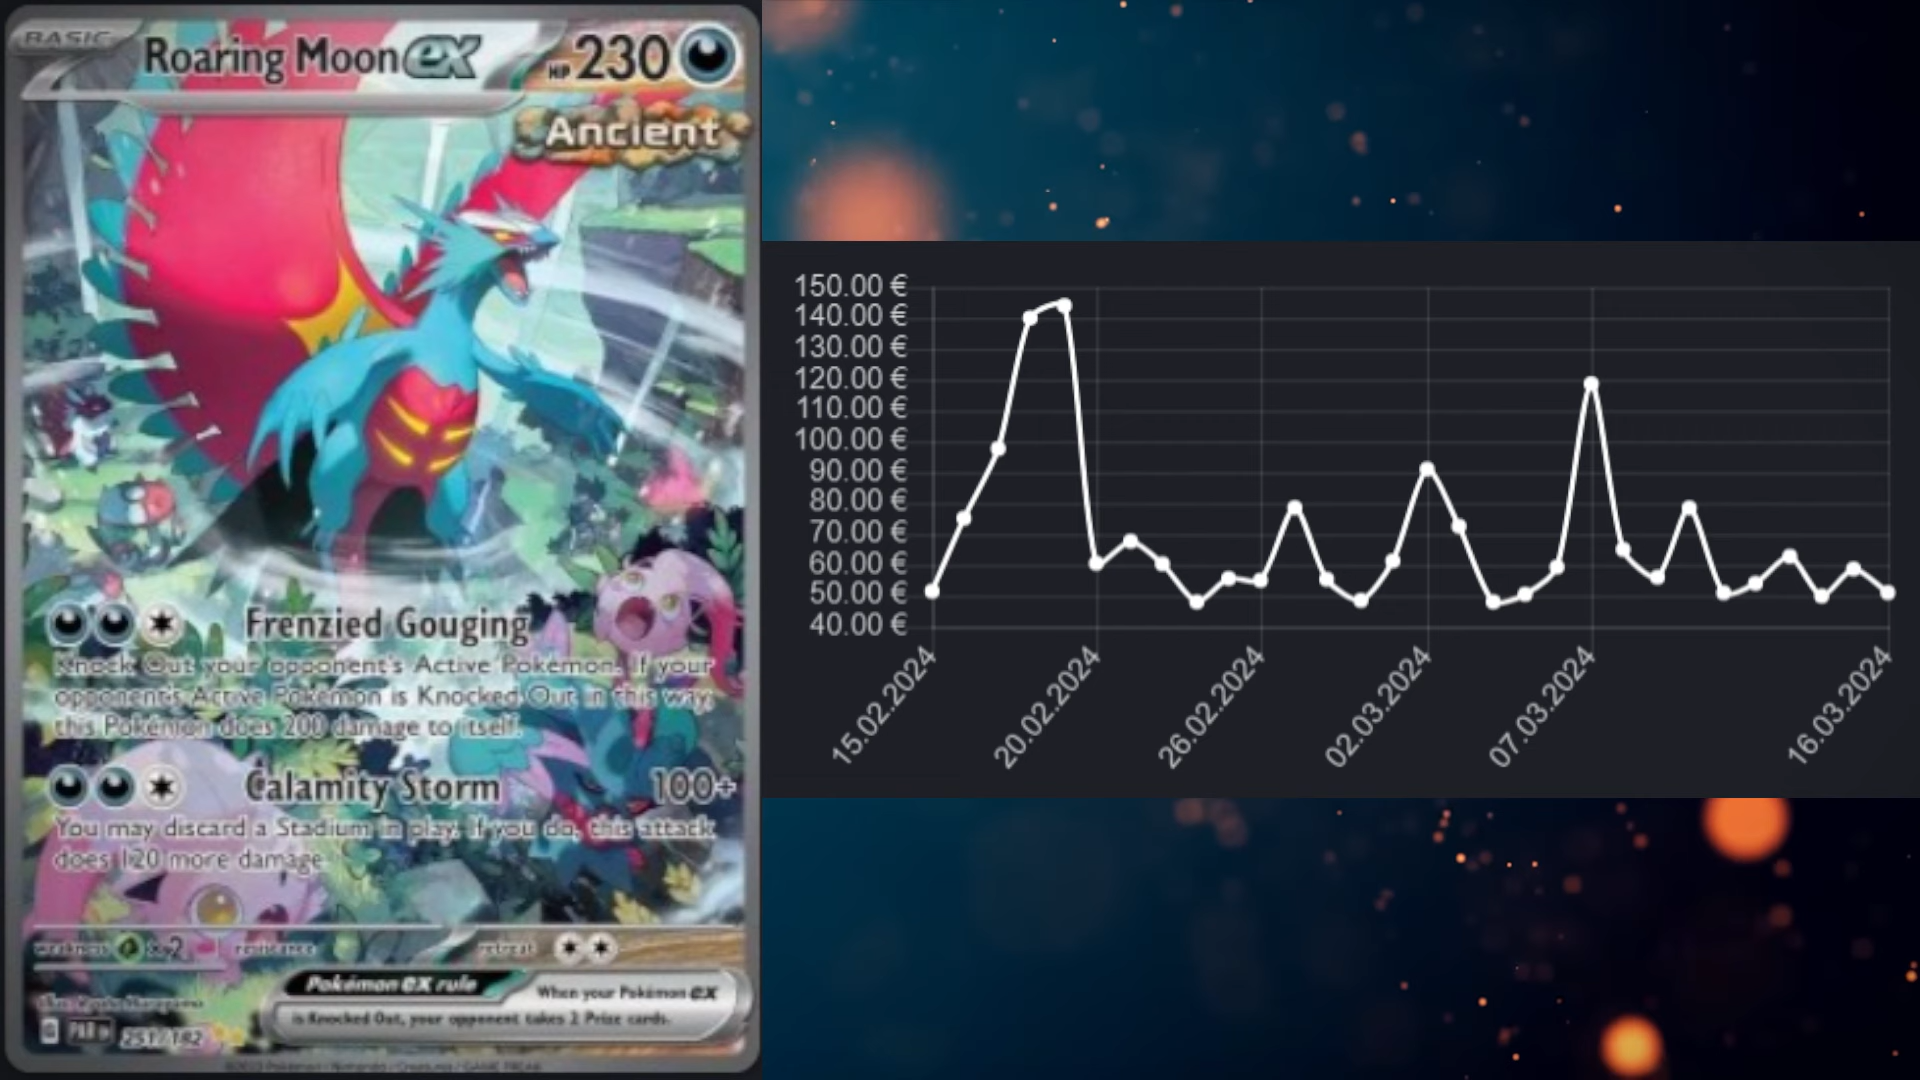 BASIC
Roaring Moon ex HP 230
Ancient
Frenzied Gouging
Knock Out your opponent's Active Pokémon. If your
opponent's Active Pokémon is Knocked Out in this way,
this Pokémon does 200 damage to itself.
Calamity Storm 100+
You may discard a Stadium in play. If you do, this attack
does 120 more damage.
weakness x2 resistance retreat
Pokémon ex rule
When your Pokémon ex
is Knocked Out, your opponent takes 2 Prize cards.
PAR
251/182
150.00 €
140.00 €
130.00 €
120.00 €
110.00 €
100.00 €
90.00 €
80.00 €
70.00 €
60.00 €
50.00 €
40.00 €
15.02.2024
20.02.2024
26.02.2024
02.03.2024
07.03.2024
16.03.2024